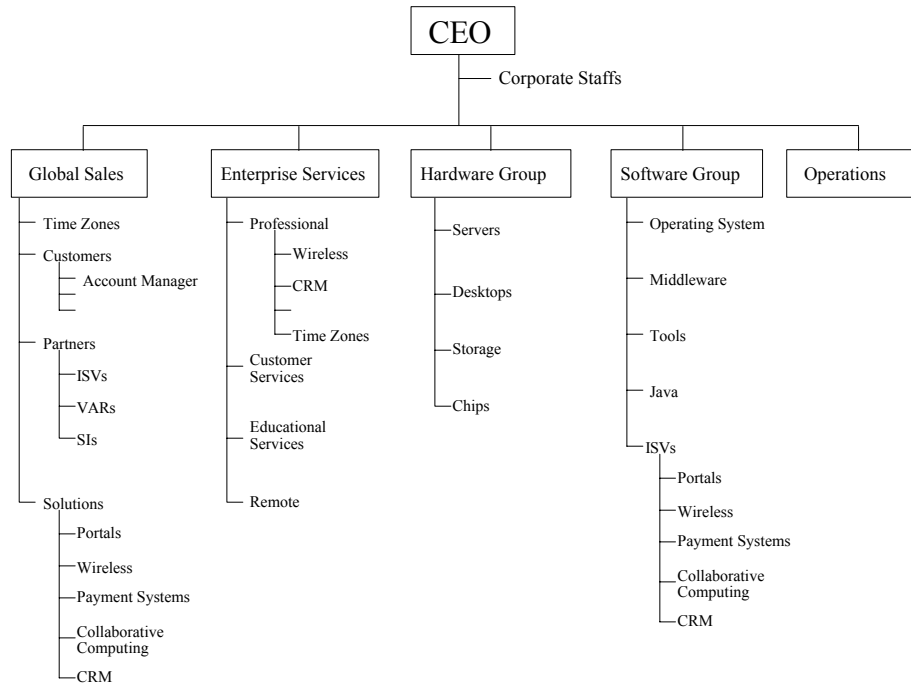 CEO
Corporate Staffs
Global Sales
Time Zones
Customers
Account Manager
Partners
ISVs
VARs
SIs
Solutions
Portals
Wireless
Payment Systems
Collaborative
Computing
CRM
Enterprise Services
Professional
Wireless
CRM
Time Zones
Customer
Services
Educational
Services
Remote
Hardware Group
Servers
Desktops
Storage
Chips
Software Group
Operating System
Middleware
Tools
Java
ISVs
Portals
Wireless
Payment Systems
Collaborative
Computing
CRM
Operations